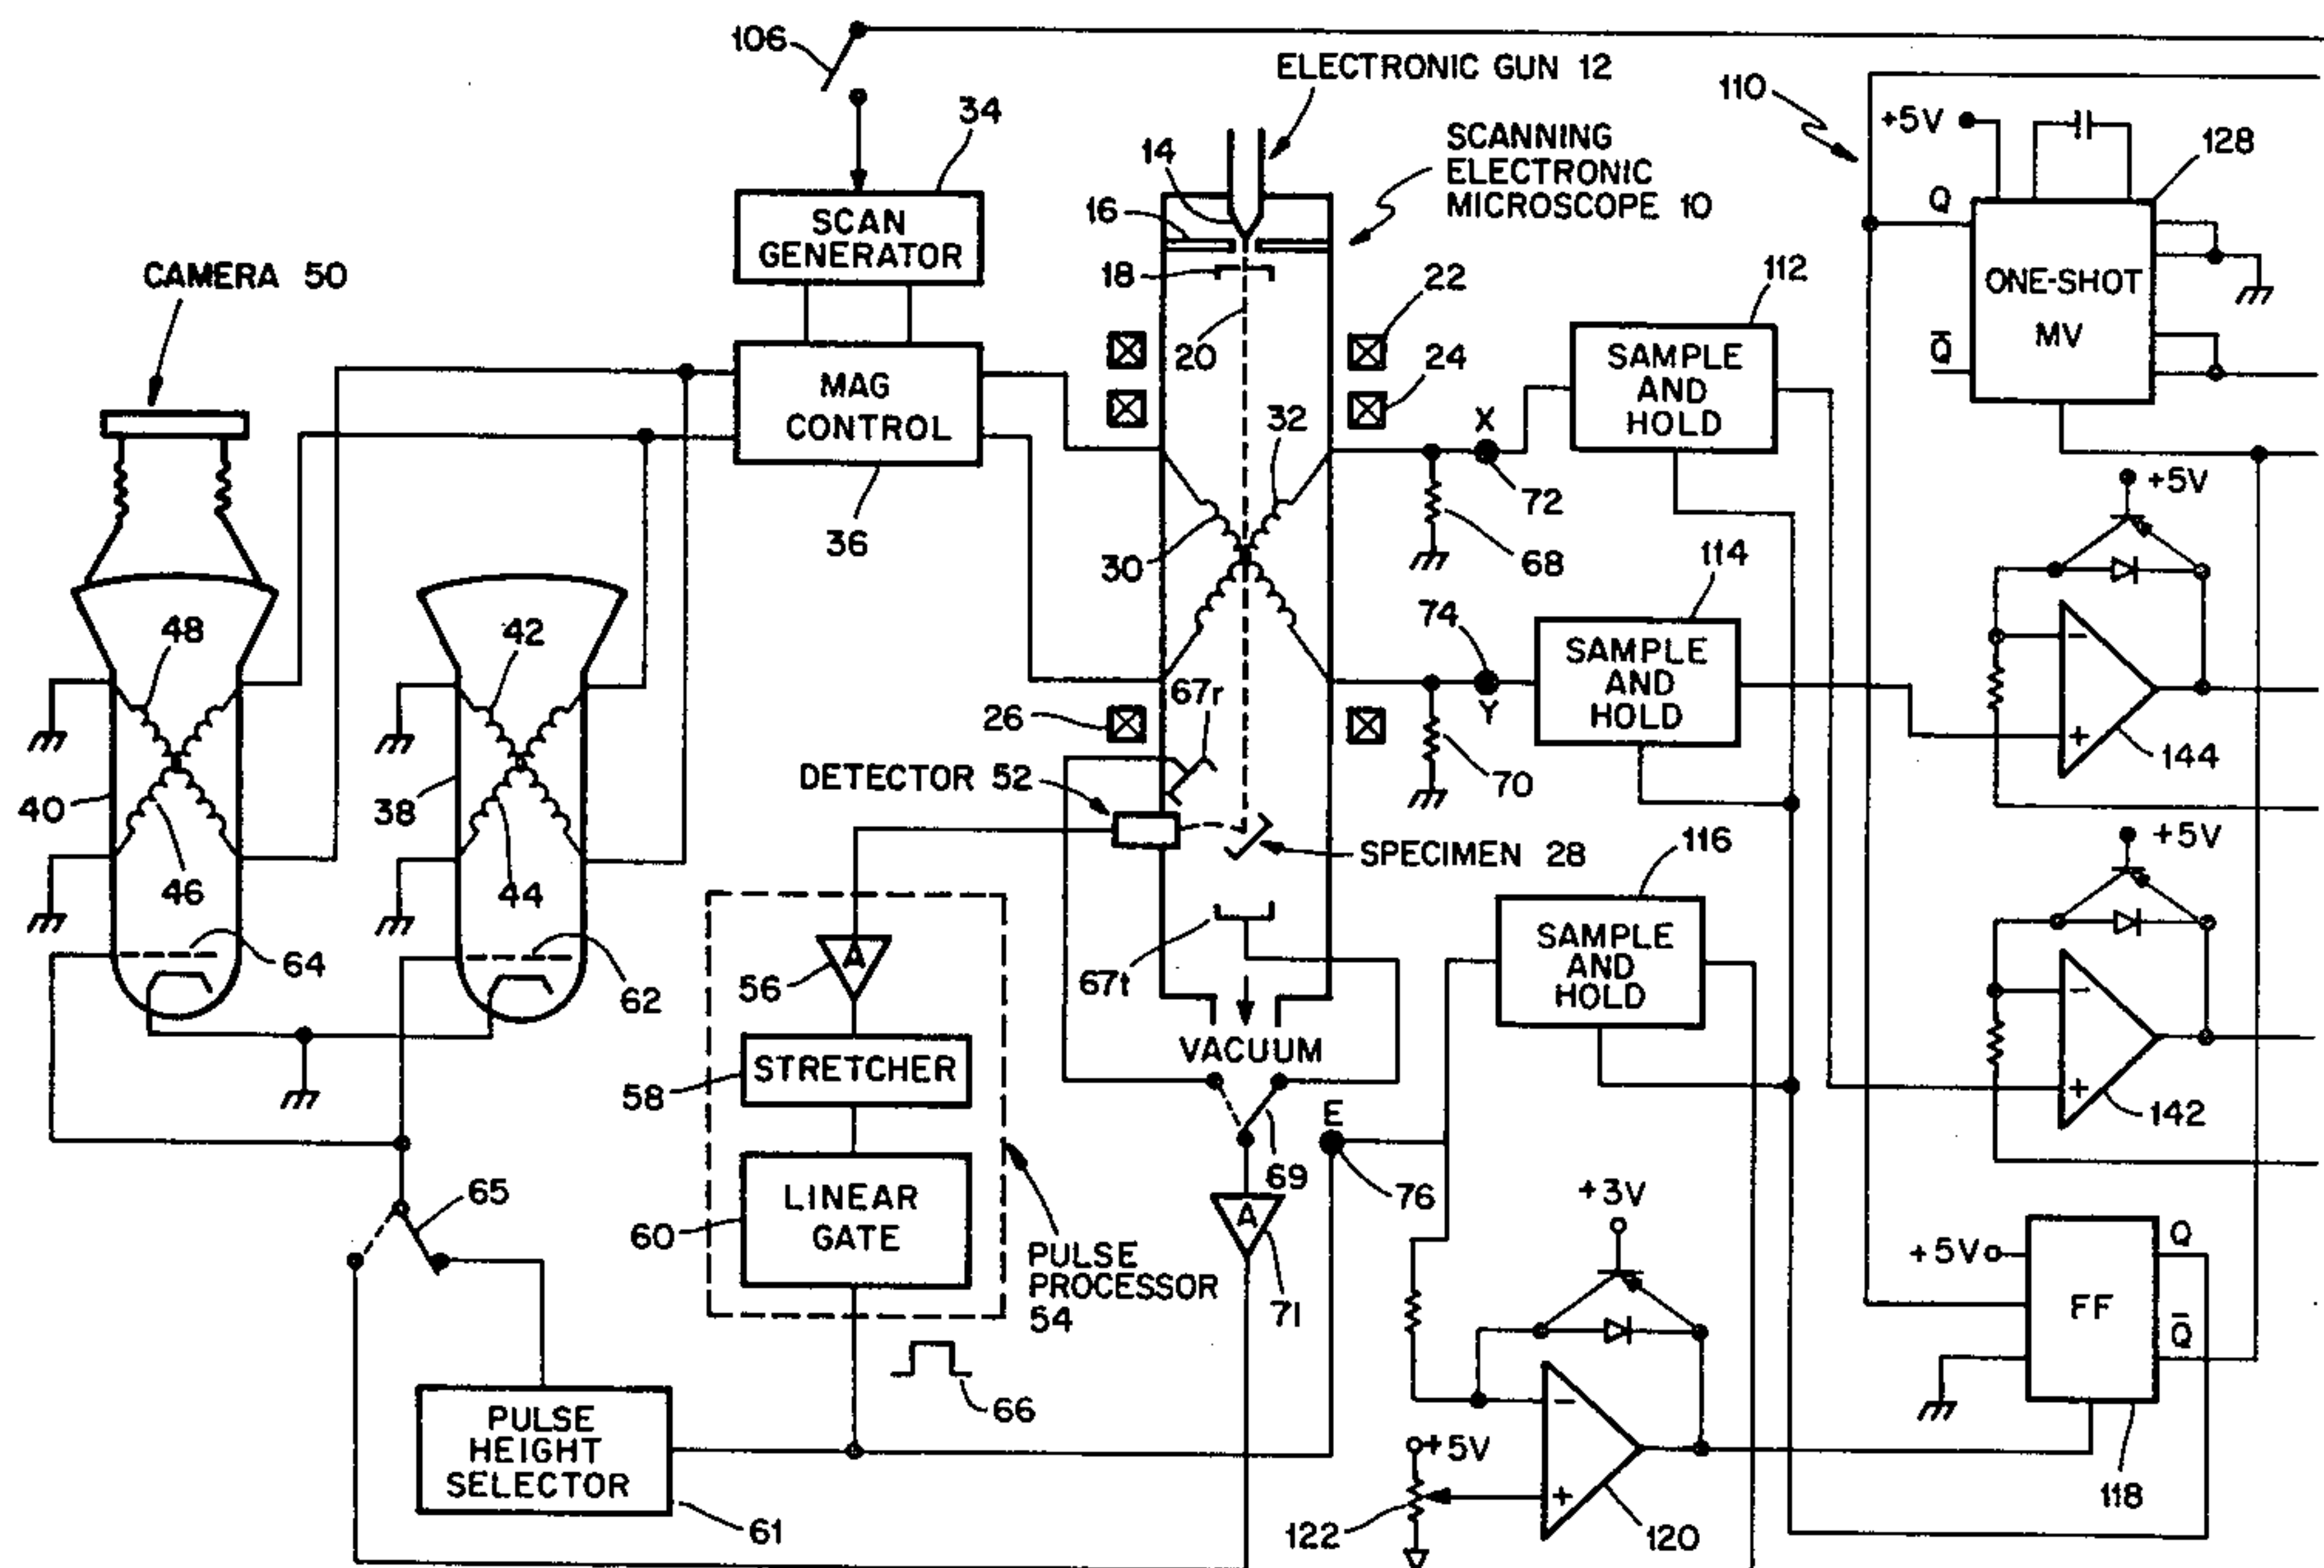 106
ELECTRONIC GUN 12
34
14
SCANNING
ELECTRONIC
MICROSCOPE 10
110
+5V
128
SCAN
GENERATOR
16
18
Q
ONE-SHOT
MV
Q̅
CAMERA 50
22
20
24
112
SAMPLE
AND
HOLD
MAG
CONTROL
36
32
30
X
72
68
+5V
114
48
42
74
Y
SAMPLE
AND
HOLD
-
+
144
67r
26
70
40
38
DETECTOR 52
46
44
SPECIMEN 28
116
+5V
64
62
A
56
67t
SAMPLE
AND
HOLD
-
+
142
VACUUM
STRETCHER
58
E
69
76
65
LINEAR
GATE
60
A
71
PULSE
PROCESSOR
54
+3V
+5V
Q
FF
Q̅
118
66
PULSE
HEIGHT
SELECTOR
61
-
+
+5V
122
120